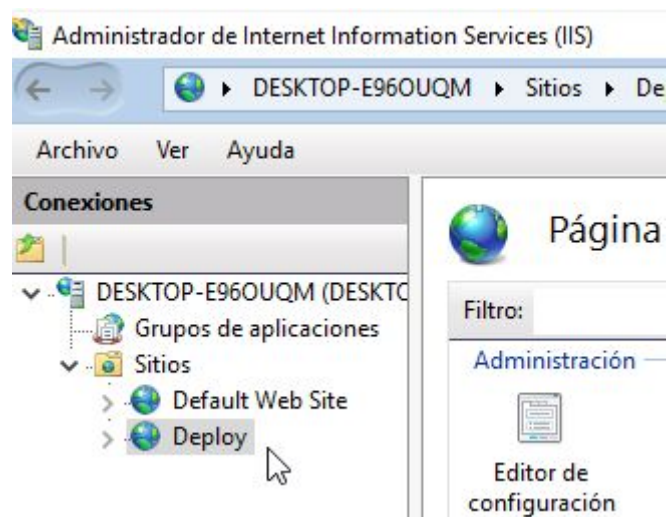 Administrador de Internet Information Services (IIS)
DESKTOP-E96OUQM ▸ Sitios ▸ De
Archivo Ver Ayuda
Conexiones
DESKTOP-E96OUQM (DESKTO
Grupos de aplicaciones
Sitios
Default Web Site
Deploy
Página
Filtro:
Administración
Editor de
configuración